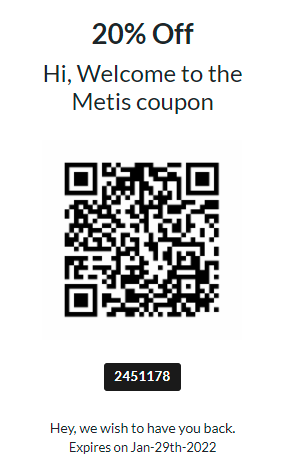 20% Off
Hi, Welcome to the
Metis coupon
2451178
Hey, we wish to have you back.
Expires on Jan-29th-2022